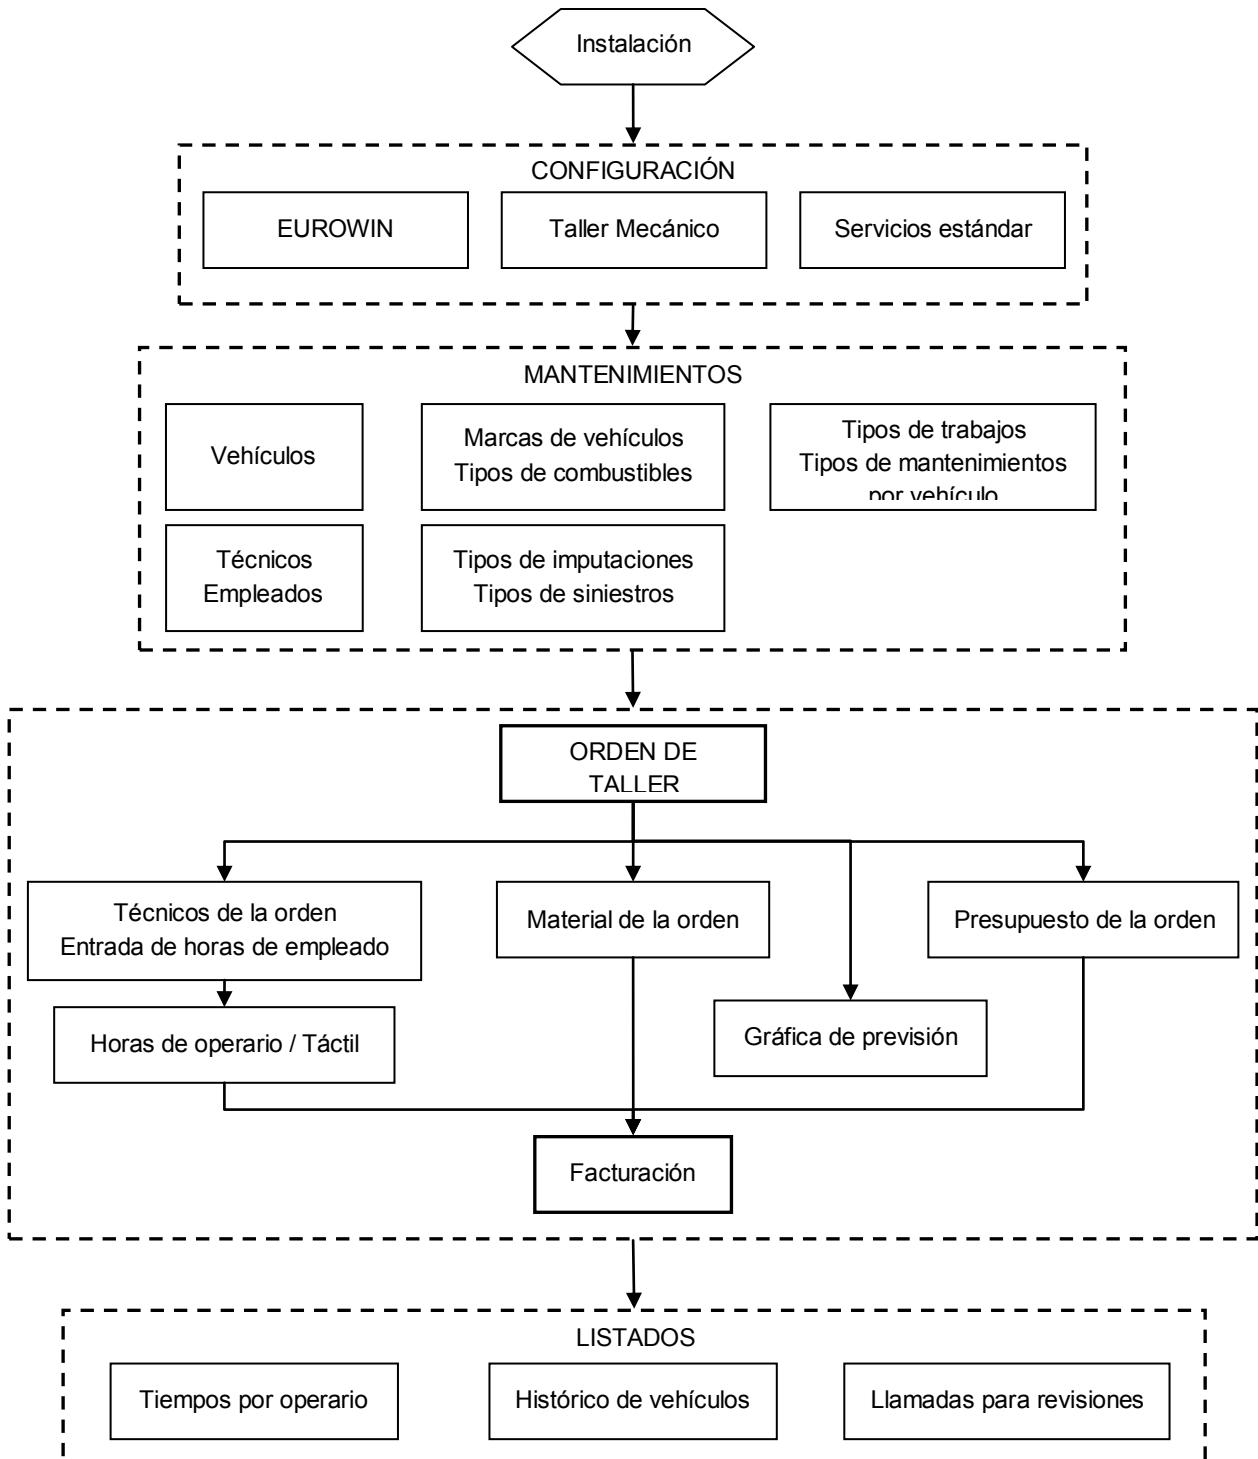 Instalación
CONFIGURACIÓN
EUROWIN
Taller Mecánico
Servicios estándar
MANTENIMIENTOS
Vehículos
Marcas de vehículos
Tipos de combustibles
Tipos de trabajos
Tipos de mantenimientos
por vehículo
Técnicos
Empleados
Tipos de imputaciones
Tipos de siniestros
ORDEN DE
TALLER
Técnicos de la orden
Entrada de horas de empleado
Material de la orden
Presupuesto de la orden
Horas de operario / Táctil
Gráfica de previsión
Facturación
LISTADOS
Tiempos por operario
Histórico de vehículos
Llamadas para revisiones